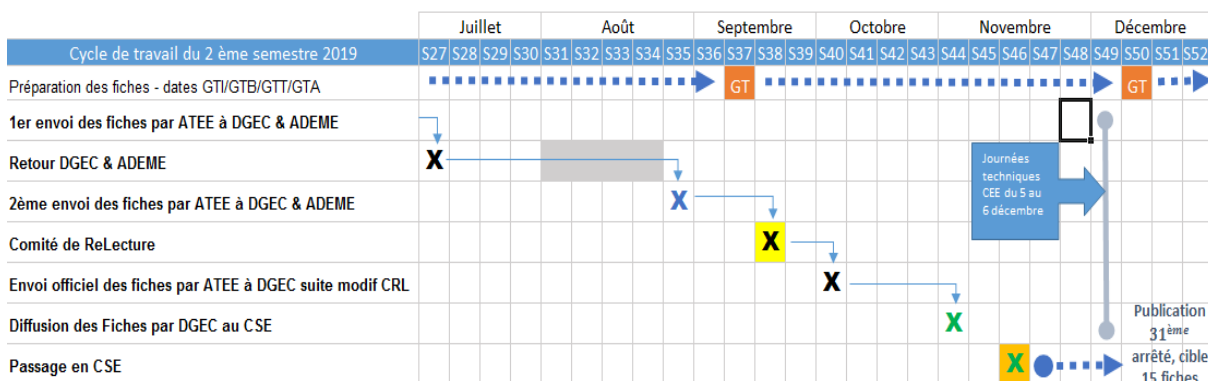 Juillet Août Septembre Octobre Novembre Décembre
Cycle de travail du 2 ème semestre 2019 S27 S28 S29 S30 S31 S32 S33 S34 S35 S36 S37 S38 S39 S40 S41 S42 S43 S44 S45 S46 S47 S48 S49 S50 S51 S52
Préparation des fiches - dates GTI/GTB/GTT/GTA GT GT
1er envoi des fiches par ATEE à DGEC & ADEME
Retour DGEC & ADEME X
2ème envoi des fiches par ATEE à DGEC & ADEME X
Comité de ReLecture X
Envoi officiel des fiches par ATEE à DGEC suite modif CRL X
Diffusion des Fiches par DGEC au CSE X
Passage en CSE X
Journées
techniques
CEE du 5 au
6 décembre
Publication
31ème
arrêté, cible
15 fiches